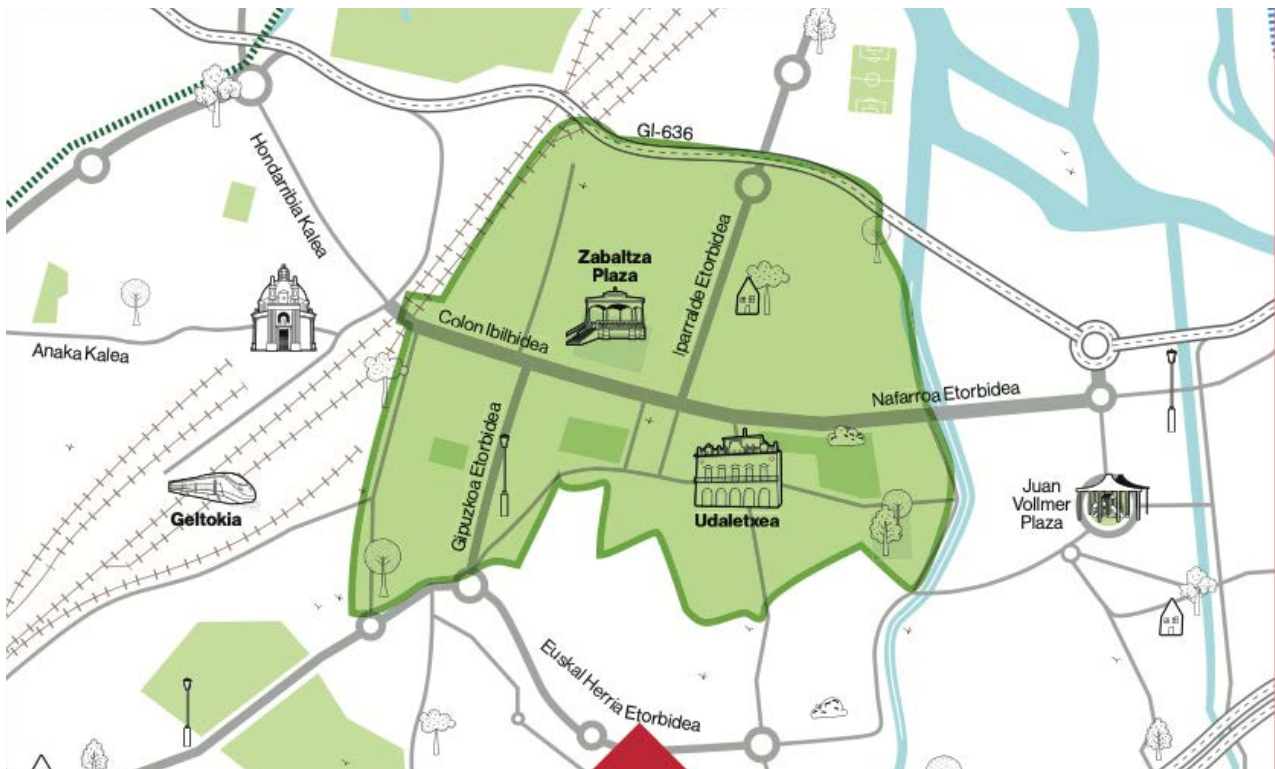 GI-636
Hondarribia Kalea
Zabaltza
Plaza
Iparralde Etorbidea
Colon Ibilbidea
Anaka Kalea
Nafarroa Etorbidea
Gipuzkoa Etorbidea
Geltokia
Udaletxea
Juan
Vollmer
Plaza
Euskal Herria Etorbidea